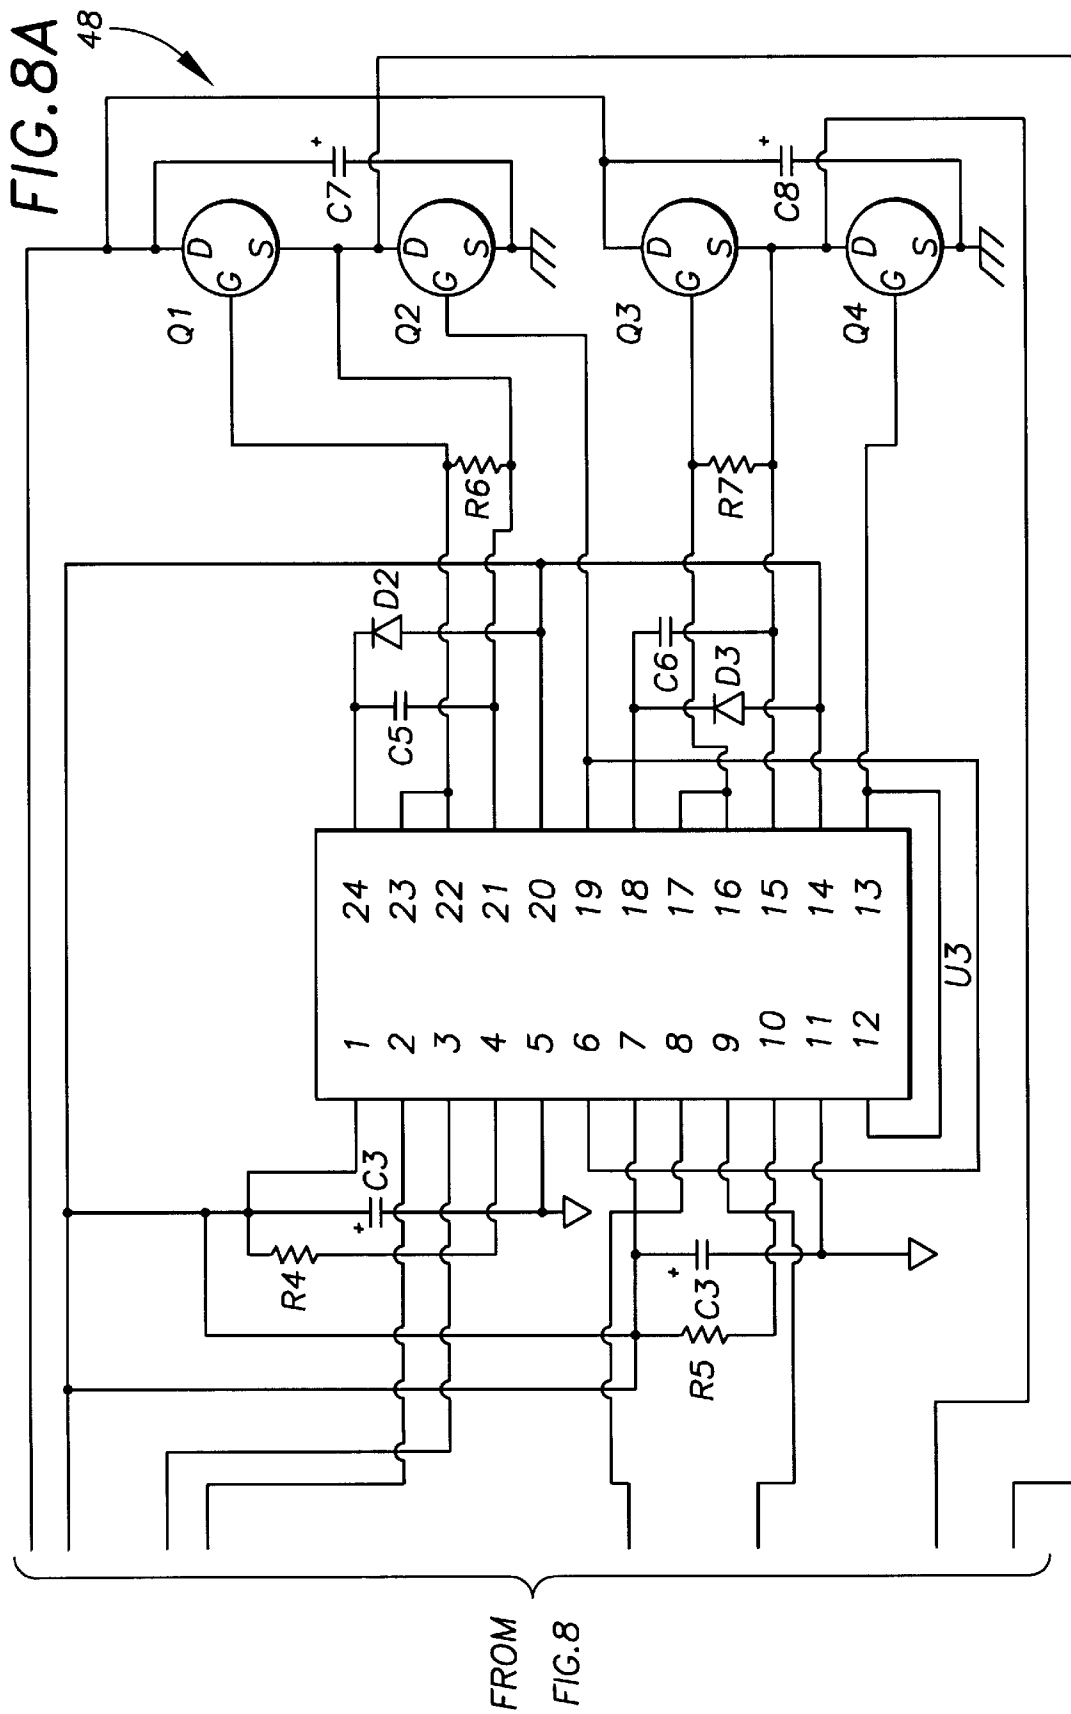 FIG.8A
48
Q1
D
G
S
C7
+
Q2
D
G
S
Q3
D
G
S
C8
+
Q4
D
G
S
R6
R7
D2
C5
C6
D3
24
23
22
21
20
19
18
17
16
15
14
13
1
2
3
4
5
6
7
8
9
10
11
12
U3
+
C3
R4
+
C3
R5
FROM
FIG.8